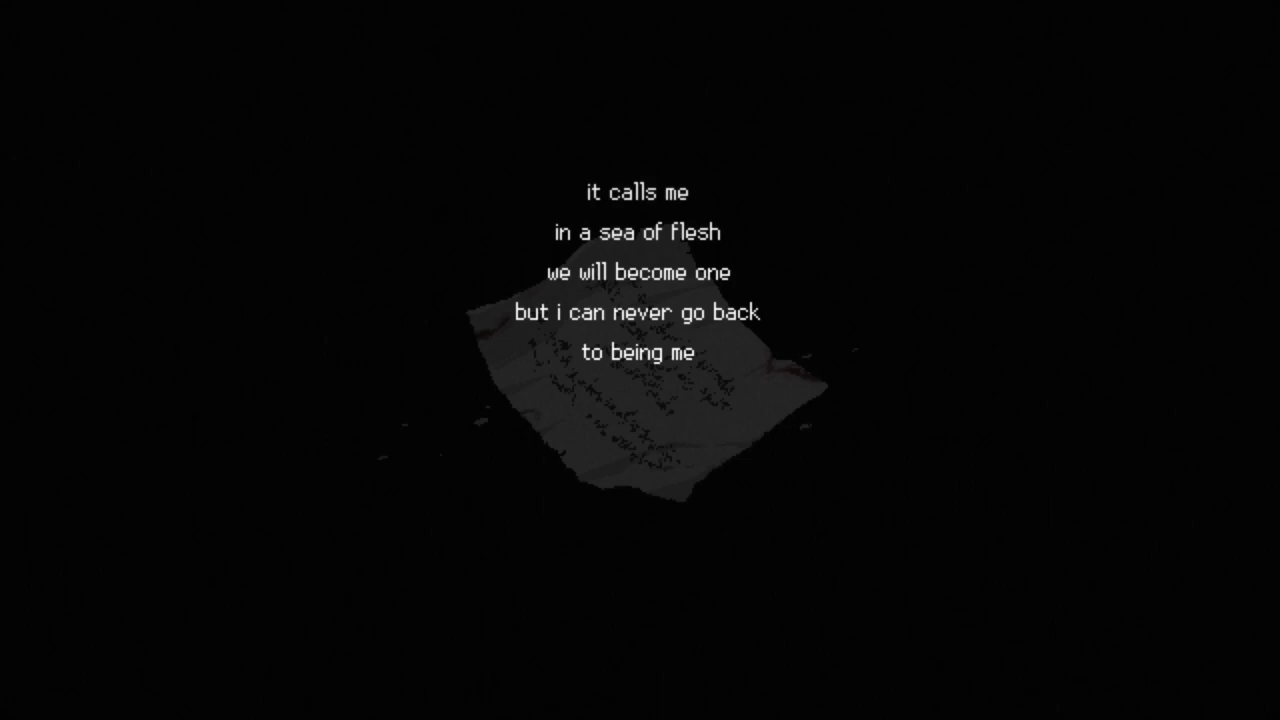 it calls me
in a sea of flesh
we will become one
but i can never go back
to being me